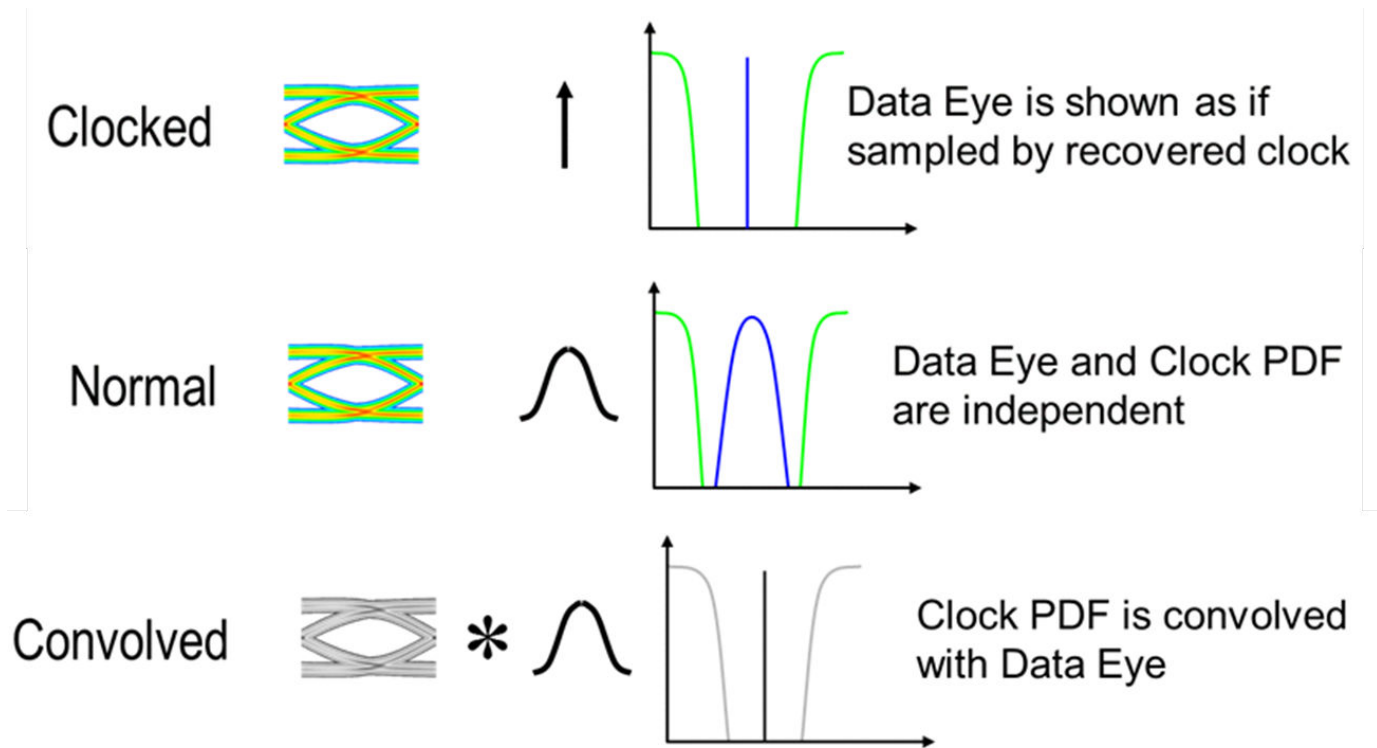 Clocked
Data Eye is shown as if
sampled by recovered clock
Normal
Data Eye and Clock PDF
are independent
Convolved
*
Clock PDF is convolved
with Data Eye